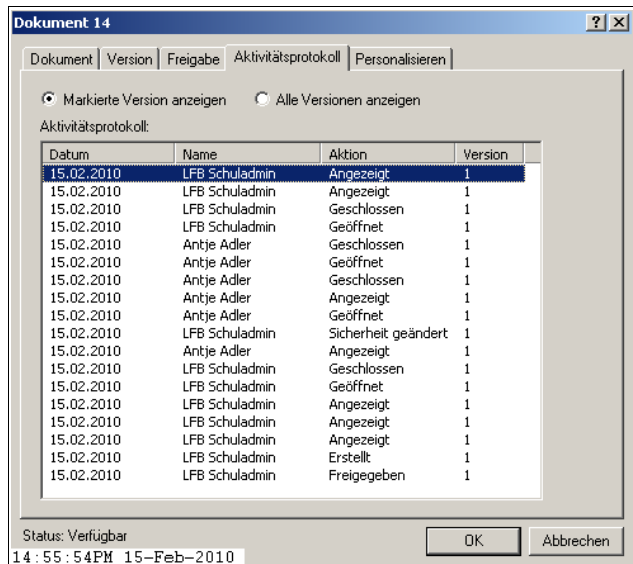 Dokument 14
Dokument Version Freigabe Aktivitätsprotokoll Personalisieren
Markierte Version anzeigen Alle Versionen anzeigen
Aktivitätsprotokoll:
Datum Name Aktion Version
15.02.2010 LFB Schuladmin Angezeigt 1
15.02.2010 LFB Schuladmin Angezeigt 1
15.02.2010 LFB Schuladmin Geschlossen 1
15.02.2010 LFB Schuladmin Geöffnet 1
15.02.2010 Antje Adler Geschlossen 1
15.02.2010 Antje Adler Geöffnet 1
15.02.2010 Antje Adler Geschlossen 1
15.02.2010 Antje Adler Angezeigt 1
15.02.2010 Antje Adler Geöffnet 1
15.02.2010 LFB Schuladmin Sicherheit geändert 1
15.02.2010 Antje Adler Angezeigt 1
15.02.2010 LFB Schuladmin Geschlossen 1
15.02.2010 LFB Schuladmin Geöffnet 1
15.02.2010 LFB Schuladmin Angezeigt 1
15.02.2010 LFB Schuladmin Angezeigt 1
15.02.2010 LFB Schuladmin Angezeigt 1
15.02.2010 LFB Schuladmin Erstellt 1
15.02.2010 LFB Schuladmin Freigegeben 1
Status: Verfügbar
OK Abbrechen
14:55:54PM 15-Feb-2010